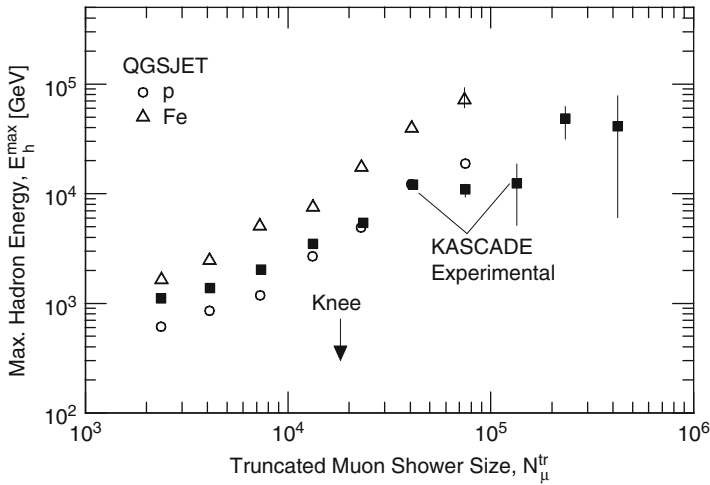 QGSJET
p
Fe
KASCADE
Experimental
Knee
Max. Hadron Energy, E_h^max [GeV]
10^5
10^4
10^3
10^2
10^3
10^4
10^5
10^6
Truncated Muon Shower Size, N_μ^tr